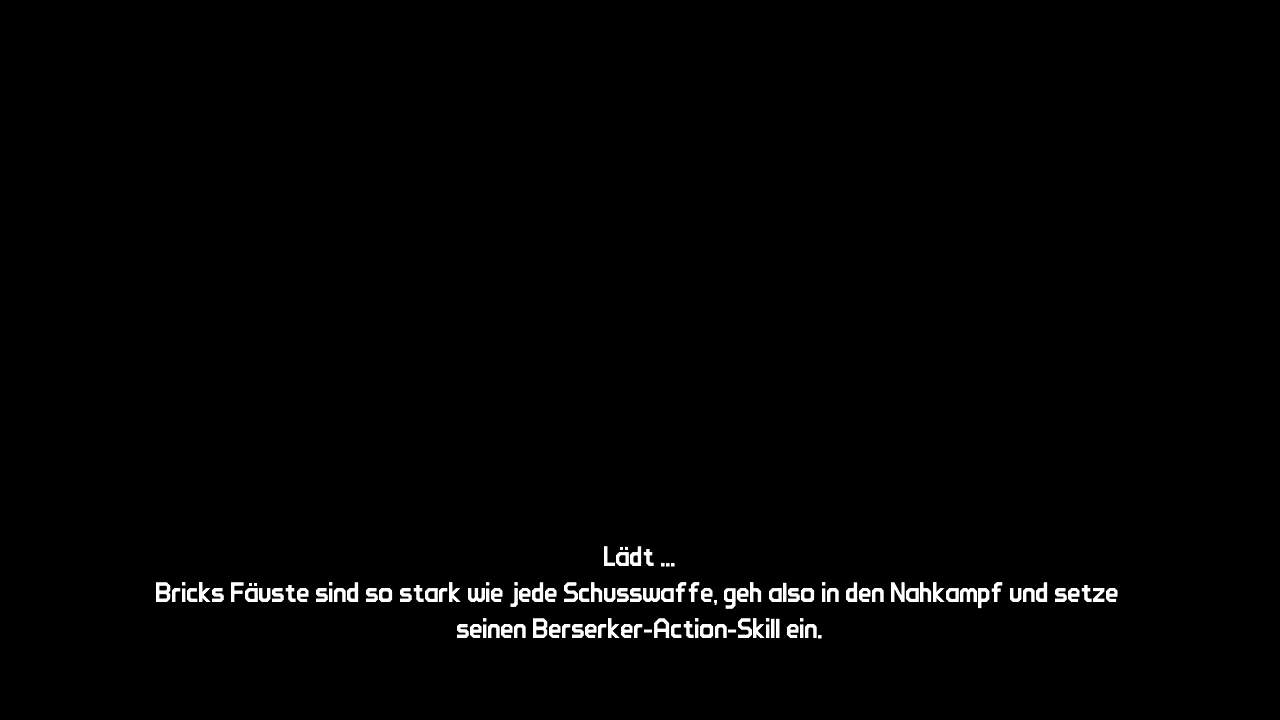 Lädt ...
Bricks Fäuste sind so stark wie jede Schusswaffe, geh also in den Nahkampf und setze
seinen Berserker-Action-Skill ein.